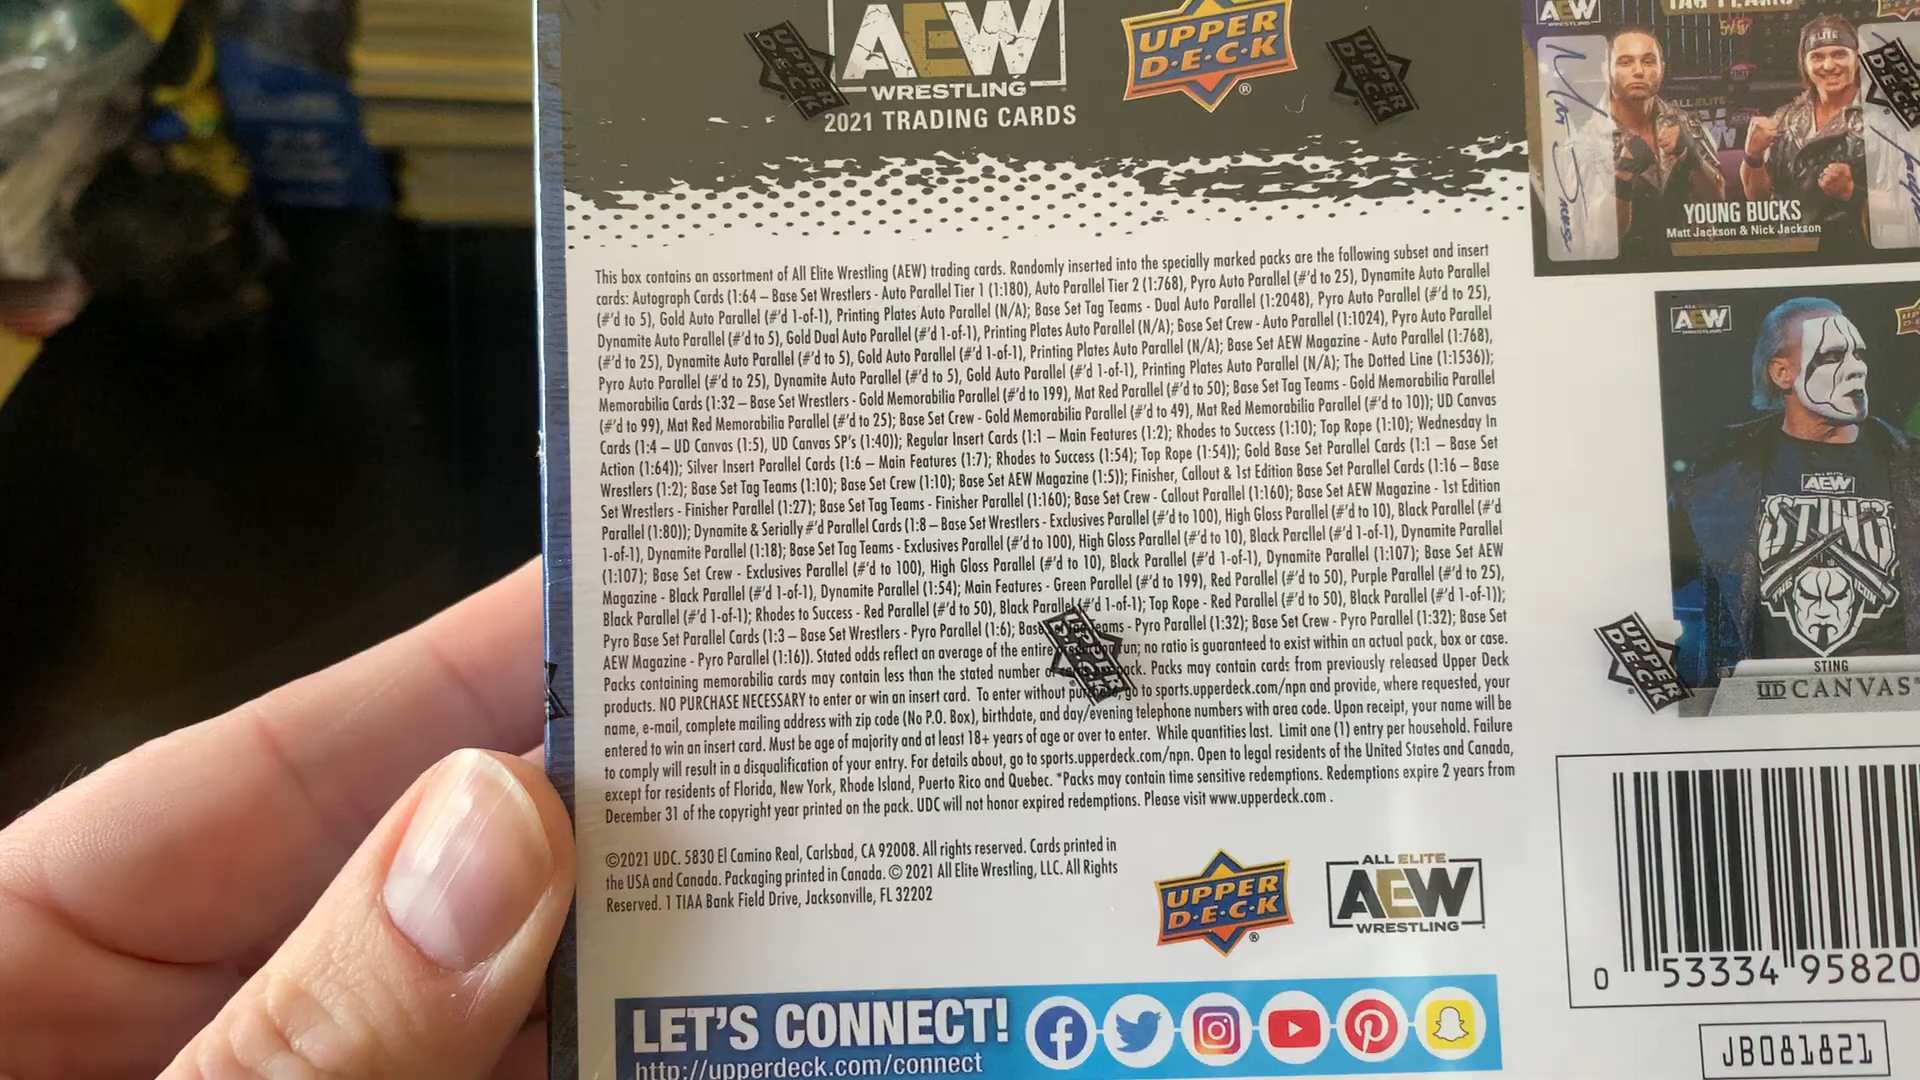 AEW
WRESTLING
2021 TRADING CARDS
UPPER
D·E·C·K
®
UPPER
DECK
UPPER
DECK
This box contains an assortment of All Elite Wrestling (AEW) trading cards. Randomly inserted into the specially marked packs are the following subset and insert
cards: Autograph Cards (1:64 – Base Set Wrestlers - Auto Parallel Tier 1 (1:180), Auto Parallel Tier 2 (1:768), Pyro Auto Parallel (#'d to 25), Dynamite Auto Parallel
(#'d to 5), Gold Auto Parallel (#'d 1-of-1), Printing Plates Auto Parallel (N/A); Base Set Tag Teams - Dual Auto Parallel (1:2048), Pyro Auto Parallel (#'d to 25),
Dynamite Auto Parallel (#'d to 5), Gold Dual Auto Parallel (#'d 1-of-1), Printing Plates Auto Parallel (N/A); Base Set Crew - Auto Parallel (1:1024), Pyro Auto Parallel
(#'d to 25), Dynamite Auto Parallel (#'d to 5), Gold Auto Parallel (#'d 1-of-1), Printing Plates Auto Parallel (N/A); Base Set AEW Magazine - Auto Parallel (1:768),
Pyro Auto Parallel (#'d to 25), Dynamite Auto Parallel (#'d to 5), Gold Auto Parallel (#'d 1-of-1), Printing Plates Auto Parallel (N/A); The Dotted Line (1:1536));
Memorabilia Cards (1:32 – Base Set Wrestlers - Gold Memorabilia Parallel (#'d to 199), Mat Red Parallel (#'d to 50); Base Set Tag Teams - Gold Memorabilia Parallel
(#'d to 99), Mat Red Memorabilia Parallel (#'d to 25); Base Set Crew - Gold Memorabilia Parallel (#'d to 49), Mat Red Memorabilia Parallel (#'d to 10)); UD Canvas
Cards (1:4 – UD Canvas (1:5), UD Canvas SP's (1:40)); Regular Insert Cards (1:1 – Main Features (1:2); Rhodes to Success (1:10); Top Rope (1:10); Wednesday In
Action (1:64)); Silver Insert Parallel Cards (1:6 – Main Features (1:7); Rhodes to Success (1:54); Top Rope (1:54)); Gold Base Set Parallel Cards (1:1 – Base Set
Wrestlers (1:2); Base Set Tag Teams (1:10); Base Set Crew (1:10); Base Set AEW Magazine (1:5)); Finisher, Callout & 1st Edition Base Set Parallel Cards (1:16 – Base
Set Wrestlers - Finisher Parallel (1:27); Base Set Tag Teams - Finisher Parallel (1:160); Base Set Crew - Callout Parallel (1:160); Base Set AEW Magazine - 1st Edition
Parallel (1:80)); Dynamite & Serially #'d Parallel Cards (1:8 – Base Set Wrestlers - Exclusives Parallel (#'d to 100), High Gloss Parallel (#'d to 10), Black Parallel (#'d
1-of-1), Dynamite Parallel (1:18); Base Set Tag Teams - Exclusives Parallel (#'d to 100), High Gloss Parallel (#'d to 10), Black Parallel (#'d 1-of-1), Dynamite Parallel
(1:107); Base Set Crew - Exclusives Parallel (#'d to 100), High Gloss Parallel (#'d to 10), Black Parallel (#'d 1-of-1), Dynamite Parallel (1:107); Base Set AEW
Magazine - Black Parallel (#'d 1-of-1), Dynamite Parallel (1:54); Main Features - Green Parallel (#'d to 199), Red Parallel (#'d to 50), Purple Parallel (#'d to 25),
Black Parallel (#'d 1-of-1); Rhodes to Success - Red Parallel (#'d to 50), Black Parallel (#'d 1-of-1); Top Rope - Red Parallel (#'d to 50), Black Parallel (#'d 1-of-1));
Pyro Base Set Parallel Cards (1:3 – Base Set Wrestlers - Pyro Parallel (1:6); Base Set Tag Teams - Pyro Parallel (1:32); Base Set Crew - Pyro Parallel (1:32); Base Set
AEW Magazine - Pyro Parallel (1:16)). Stated odds reflect an average of the entire production run; no ratio is guaranteed to exist within an actual pack, box or case.
Packs containing memorabilia cards may contain less than the stated number of cards per pack. Packs may contain cards from previously released Upper Deck
products. NO PURCHASE NECESSARY to enter or win an insert card. To enter without purchase, go to sports.upperdeck.com/npn and provide, where requested, your
name, e-mail, complete mailing address with zip code (No P.O. Box), birthdate, and day/evening telephone numbers with area code. Upon receipt, your name will be
entered to win an insert card. Must be age of majority and at least 18+ years of age or over to enter. While quantities last. Limit one (1) entry per household. Failure
to comply will result in a disqualification of your entry. For details about, go to sports.upperdeck.com/npn. Open to legal residents of the United States and Canada,
except for residents of Florida, New York, Rhode Island, Puerto Rico and Quebec. *Packs may contain time sensitive redemptions. Redemptions expire 2 years from
December 31 of the copyright year printed on the pack. UDC will not honor expired redemptions. Please visit www.upperdeck.com .
UPPER
DECK
©2021 UDC. 5830 El Camino Real, Carlsbad, CA 92008. All rights reserved. Cards printed in
the USA and Canada. Packaging printed in Canada. © 2021 All Elite Wrestling, LLC. All Rights
Reserved. 1 TIAA Bank Field Drive, Jacksonville, FL 32202
UPPER
D·E·C·K
®
ALL ELITE
AEW
WRESTLING
LET'S CONNECT!
http://upperdeck.com/connect
AEW
WRESTLING
TAG TEAMS
5/5
ELITE
UPPER
DECK
YOUNG BUCKS
Matt Jackson & Nick Jackson
AEW
WRESTLING
AEW
STING
STING
UD CANVAS
UPPER
DECK
0 53334 95820
JB081821